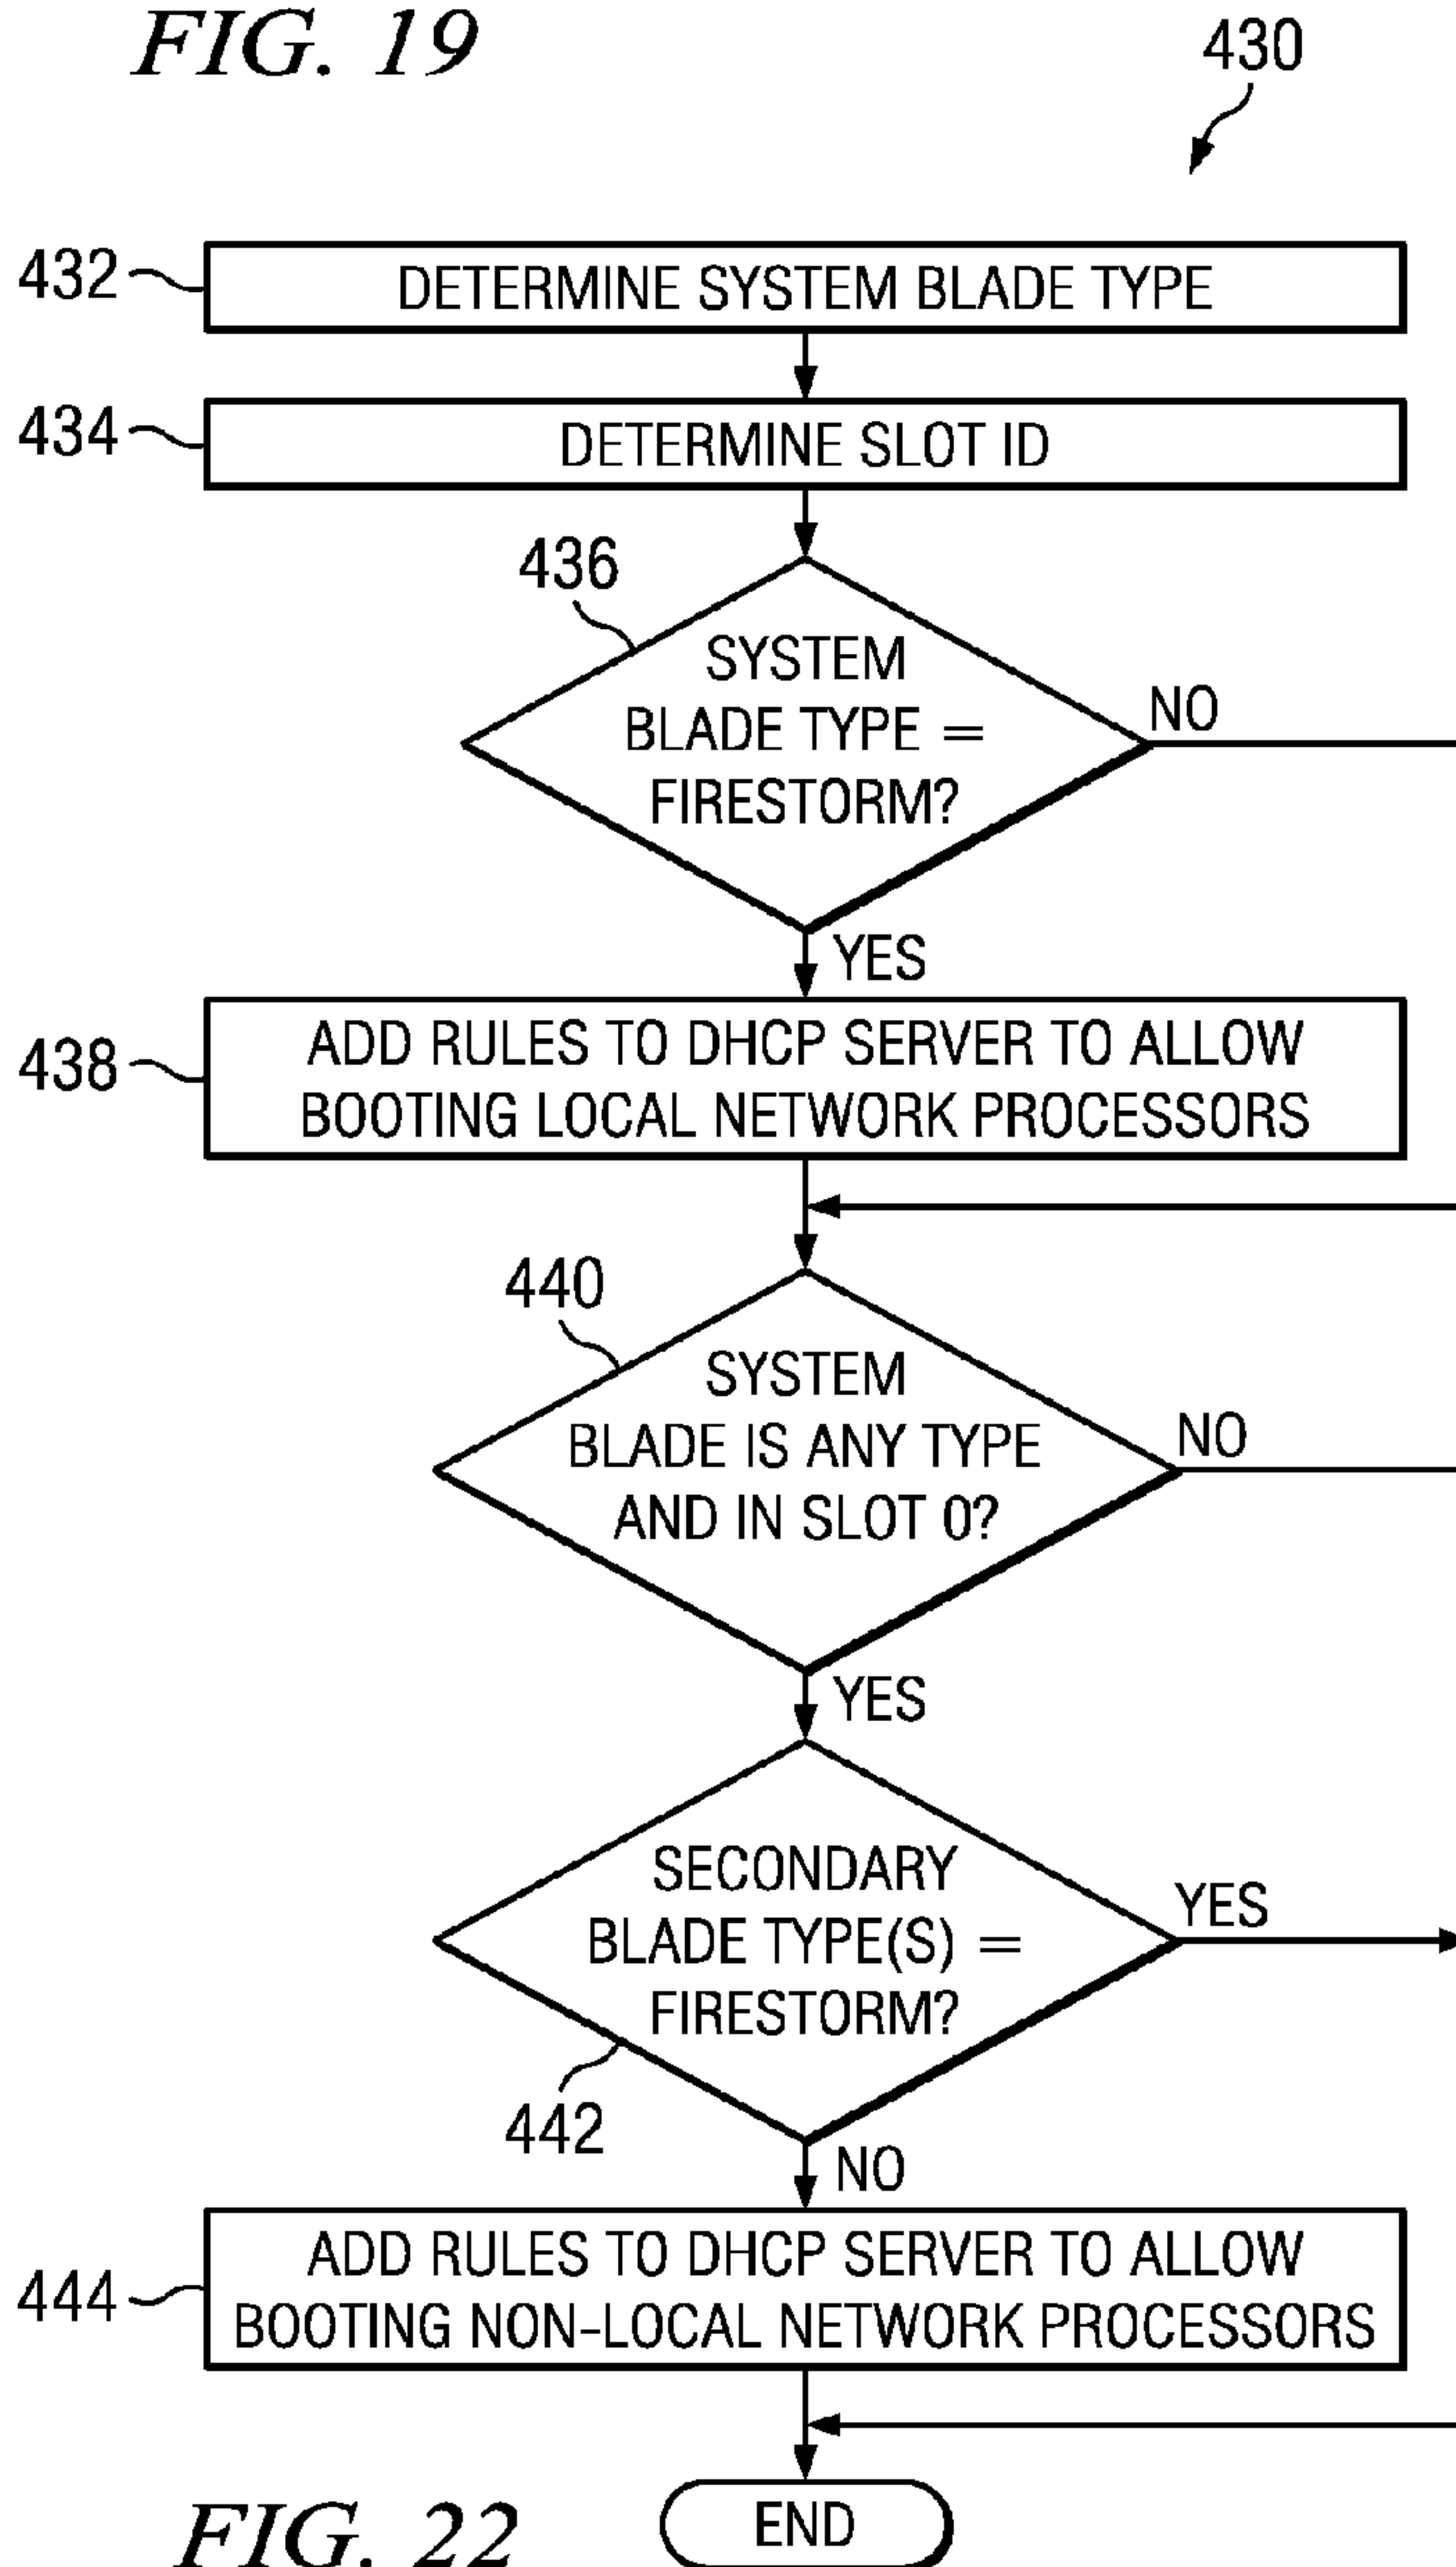 FIG. 19
430
432
DETERMINE SYSTEM BLADE TYPE
434
DETERMINE SLOT ID
436
SYSTEM
BLADE TYPE =
FIRESTORM?
NO
YES
438
ADD RULES TO DHCP SERVER TO ALLOW
BOOTING LOCAL NETWORK PROCESSORS
440
SYSTEM
BLADE IS ANY TYPE
AND IN SLOT 0?
NO
YES
SECONDARY
BLADE TYPE(S) =
FIRESTORM?
YES
442
NO
444
ADD RULES TO DHCP SERVER TO ALLOW
BOOTING NON-LOCAL NETWORK PROCESSORS
END
FIG. 22